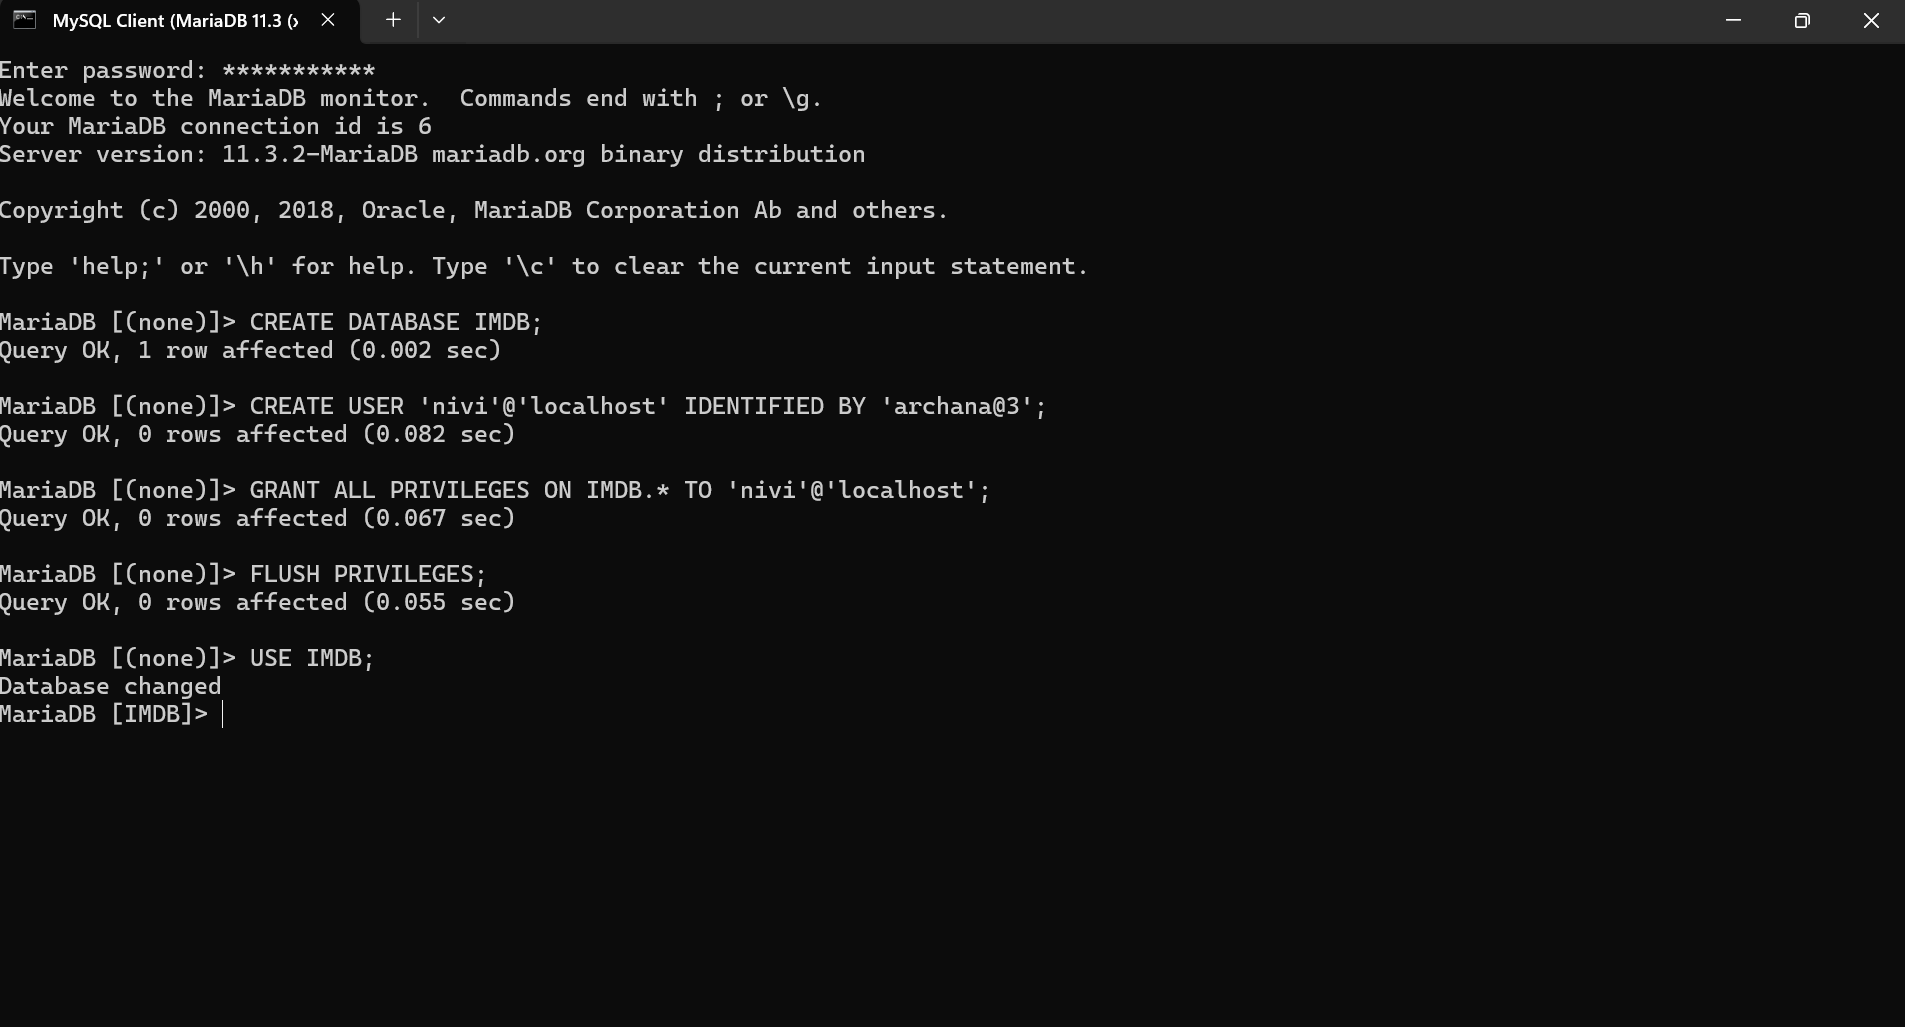 MySQL Client (MariaDB 11.3 (x
Enter password: ***********
Welcome to the MariaDB monitor.  Commands end with ; or \g.
Your MariaDB connection id is 6
Server version: 11.3.2-MariaDB mariadb.org binary distribution
Copyright (c) 2000, 2018, Oracle, MariaDB Corporation Ab and others.
Type 'help;' or '\h' for help. Type '\c' to clear the current input statement.
MariaDB [(none)]> CREATE DATABASE IMDB;
Query OK, 1 row affected (0.002 sec)
MariaDB [(none)]> CREATE USER 'nivi'@'localhost' IDENTIFIED BY 'archana@3';
Query OK, 0 rows affected (0.082 sec)
MariaDB [(none)]> GRANT ALL PRIVILEGES ON IMDB.* TO 'nivi'@'localhost';
Query OK, 0 rows affected (0.067 sec)
MariaDB [(none)]> FLUSH PRIVILEGES;
Query OK, 0 rows affected (0.055 sec)
MariaDB [(none)]> USE IMDB;
Database changed
MariaDB [IMDB]>